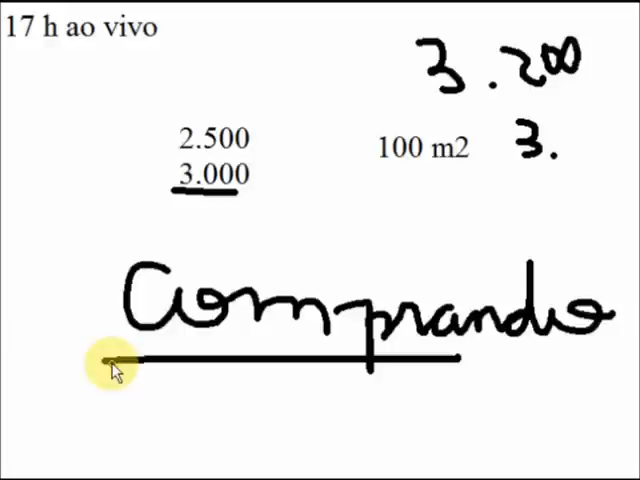 17 h ao vivo
3.200
2.500
100 m2 3.
3.000
Comprando